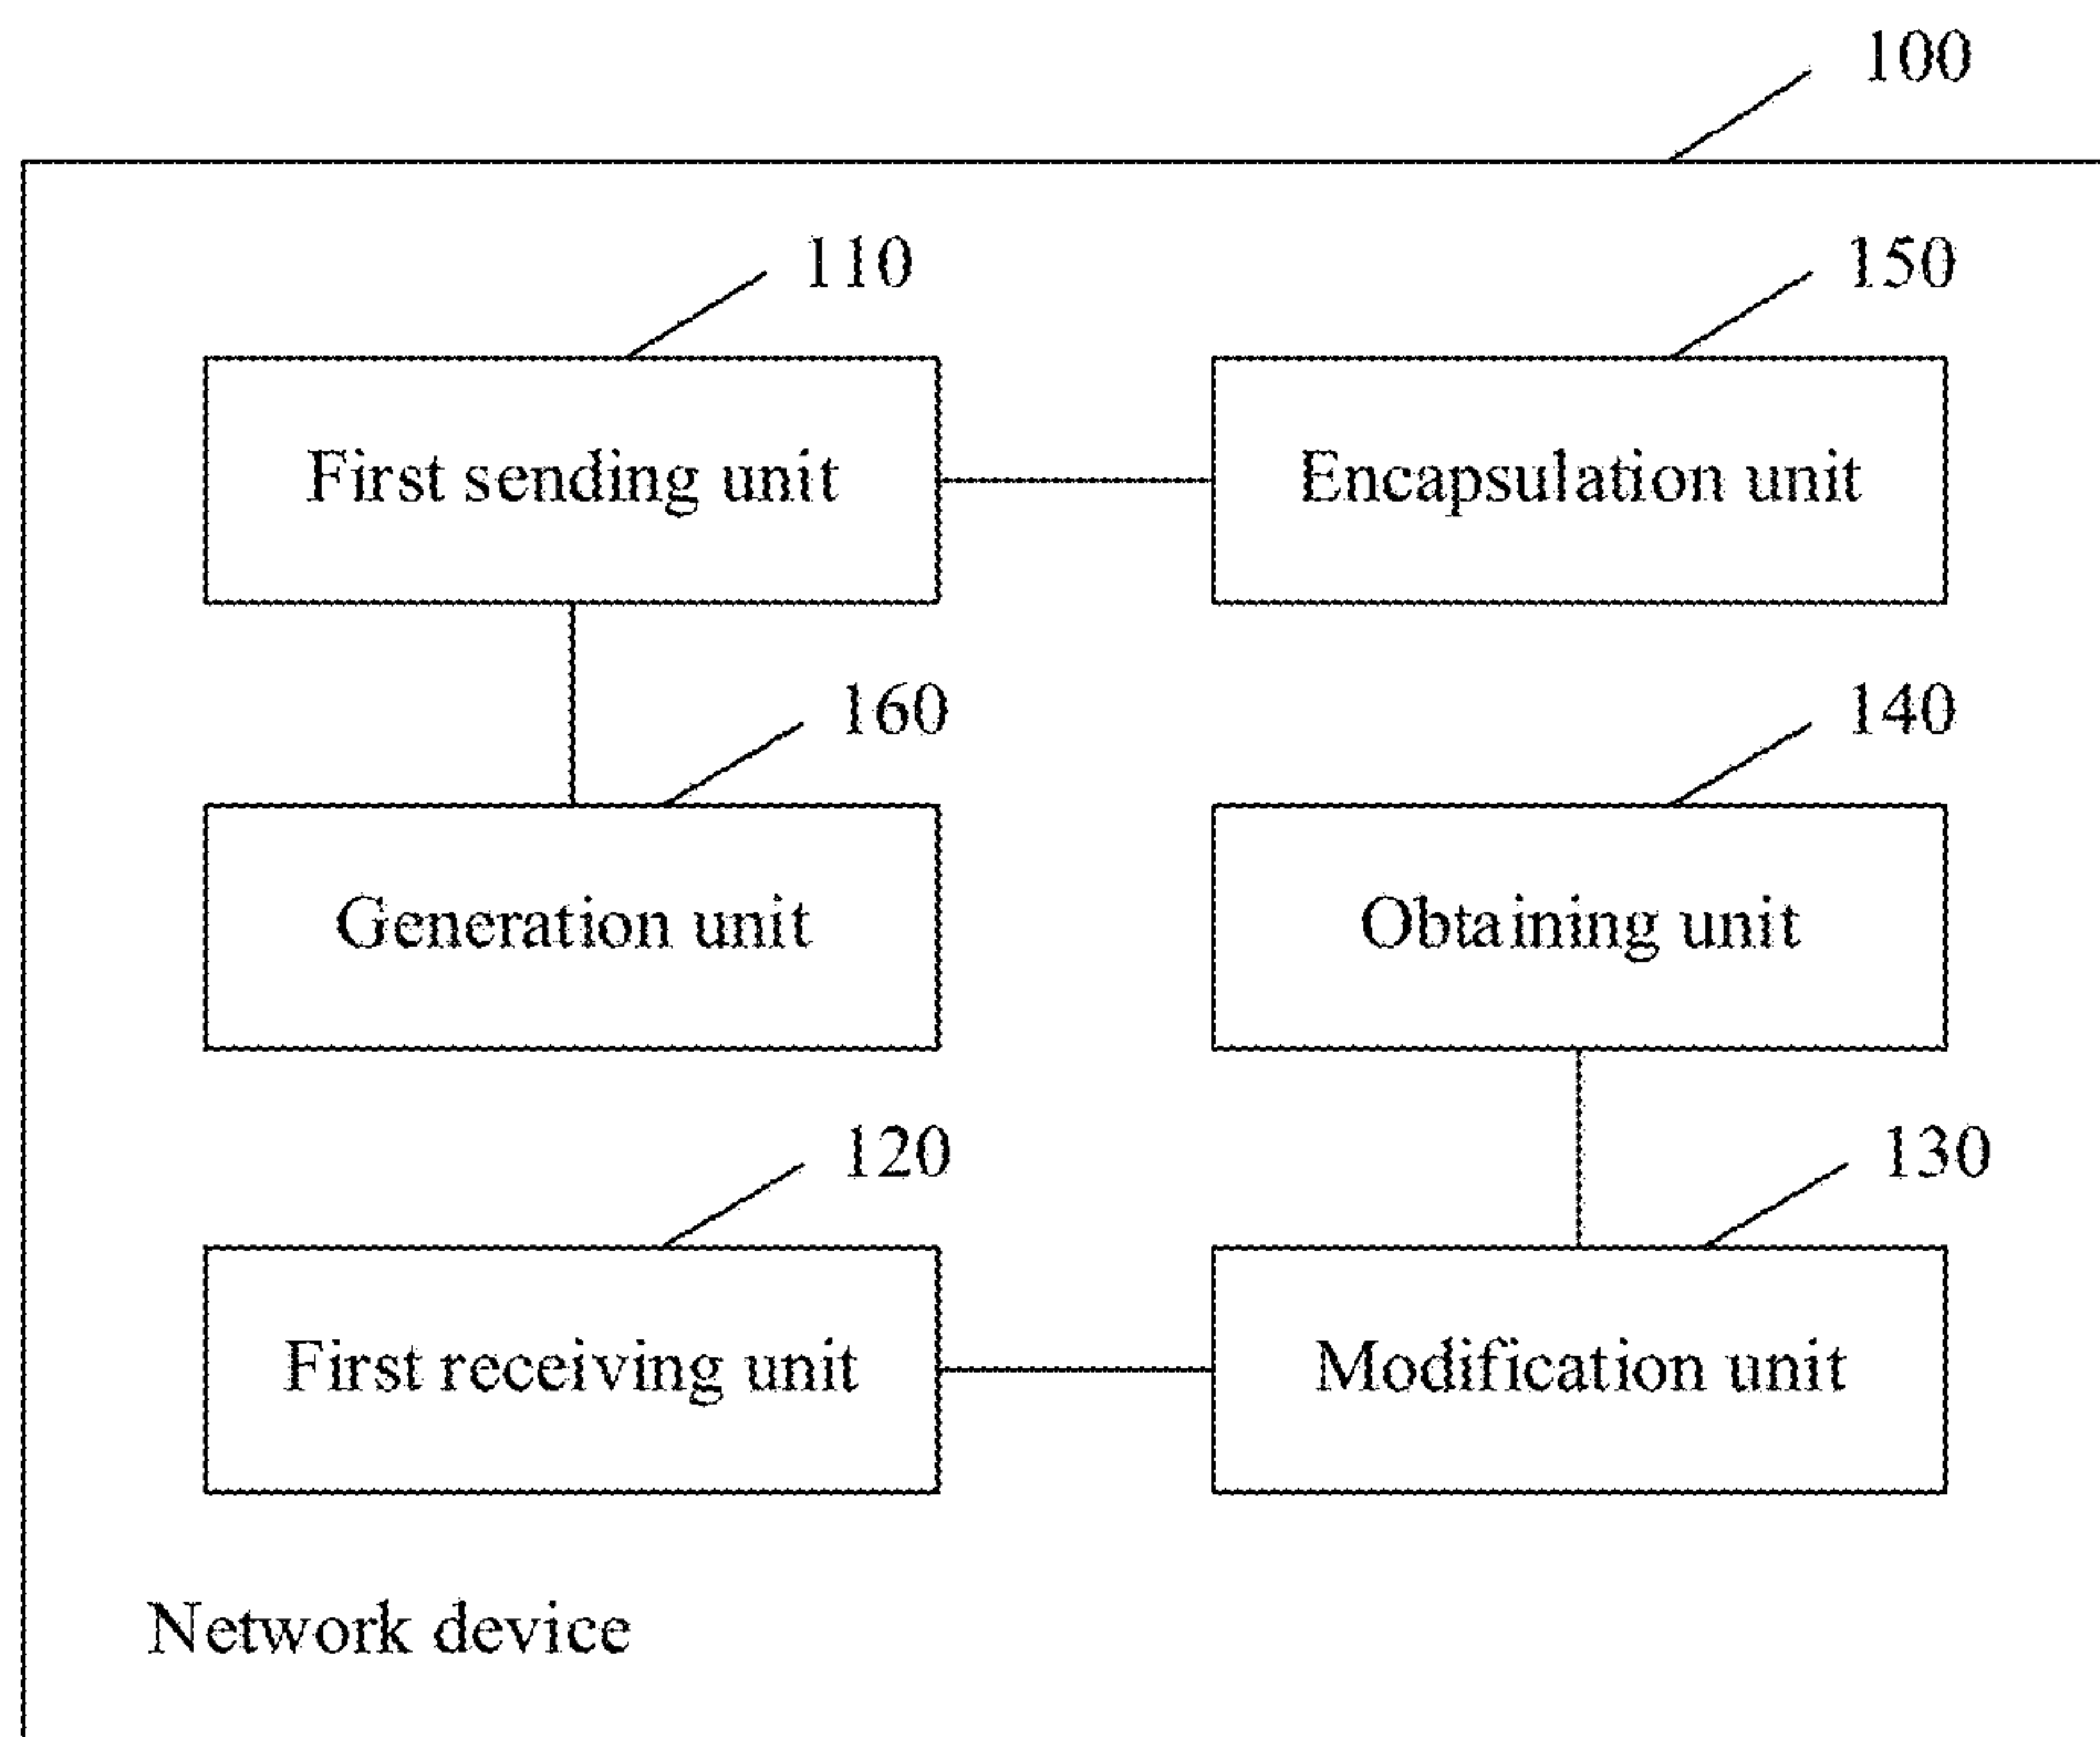 100
110
150
First sending unit
Encapsulation unit
160
140
Generation unit
Obtaining unit
120
130
First receiving unit
Modification unit
Network device